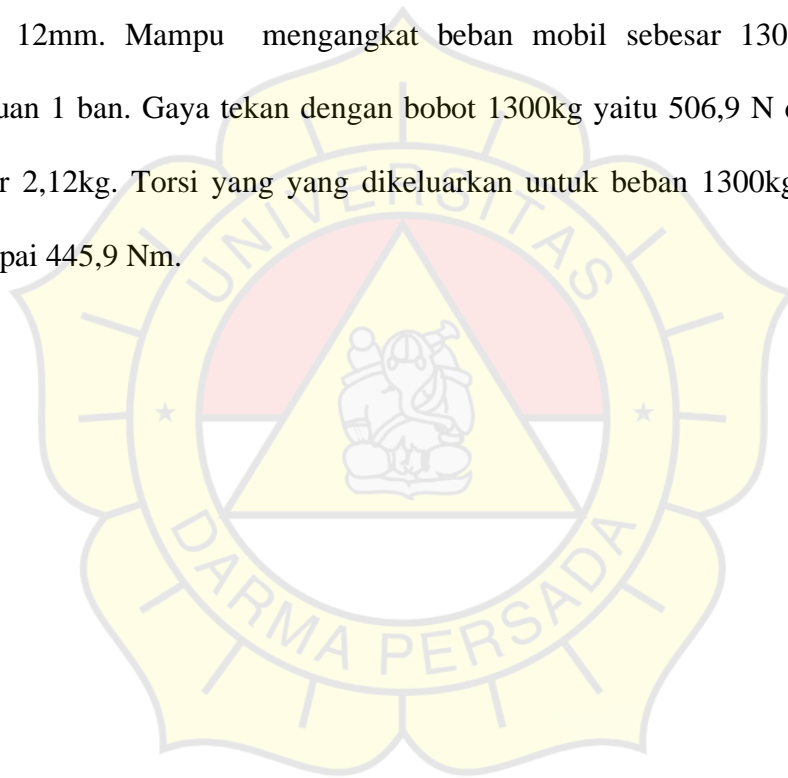 12mm. Mampu mengangkat beban mobil sebesar 130
uan 1 ban. Gaya tekan dengan bobot 1300kg yaitu 506,9 N
r 2,12kg. Torsi yang yang dikeluarkan untuk beban 1300kg
pai 445,9 Nm.
UNIVERSITAS
DARMA PERSADA